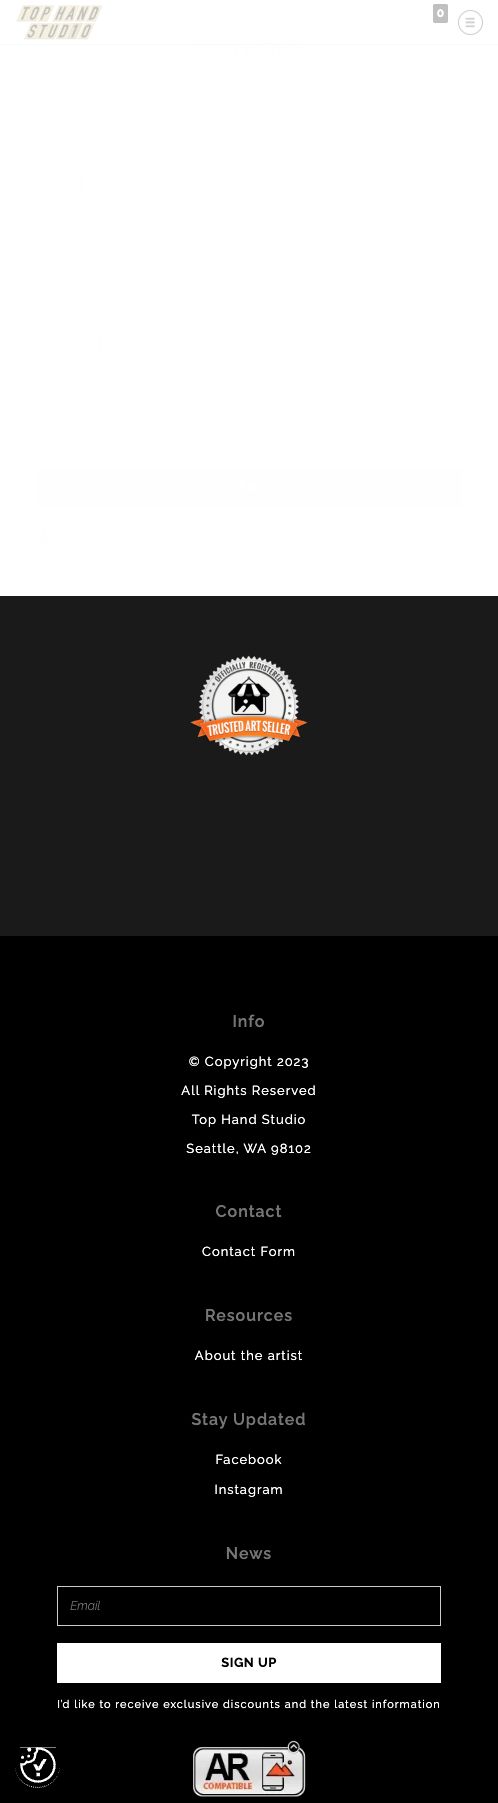 TOP HAND
STUD10
0
OFFICIALLY REGISTERED
TRUSTED ART SELLER
Info
© Copyright 2023
All Rights Reserved
Top Hand Studio
Seattle, WA 98102
Contact
Contact Form
Resources
About the artist
Stay Updated
Facebook
Instagram
News
Email
SIGN UP
I'd like to receive exclusive discounts and the latest information
AR
COMPATIBLE